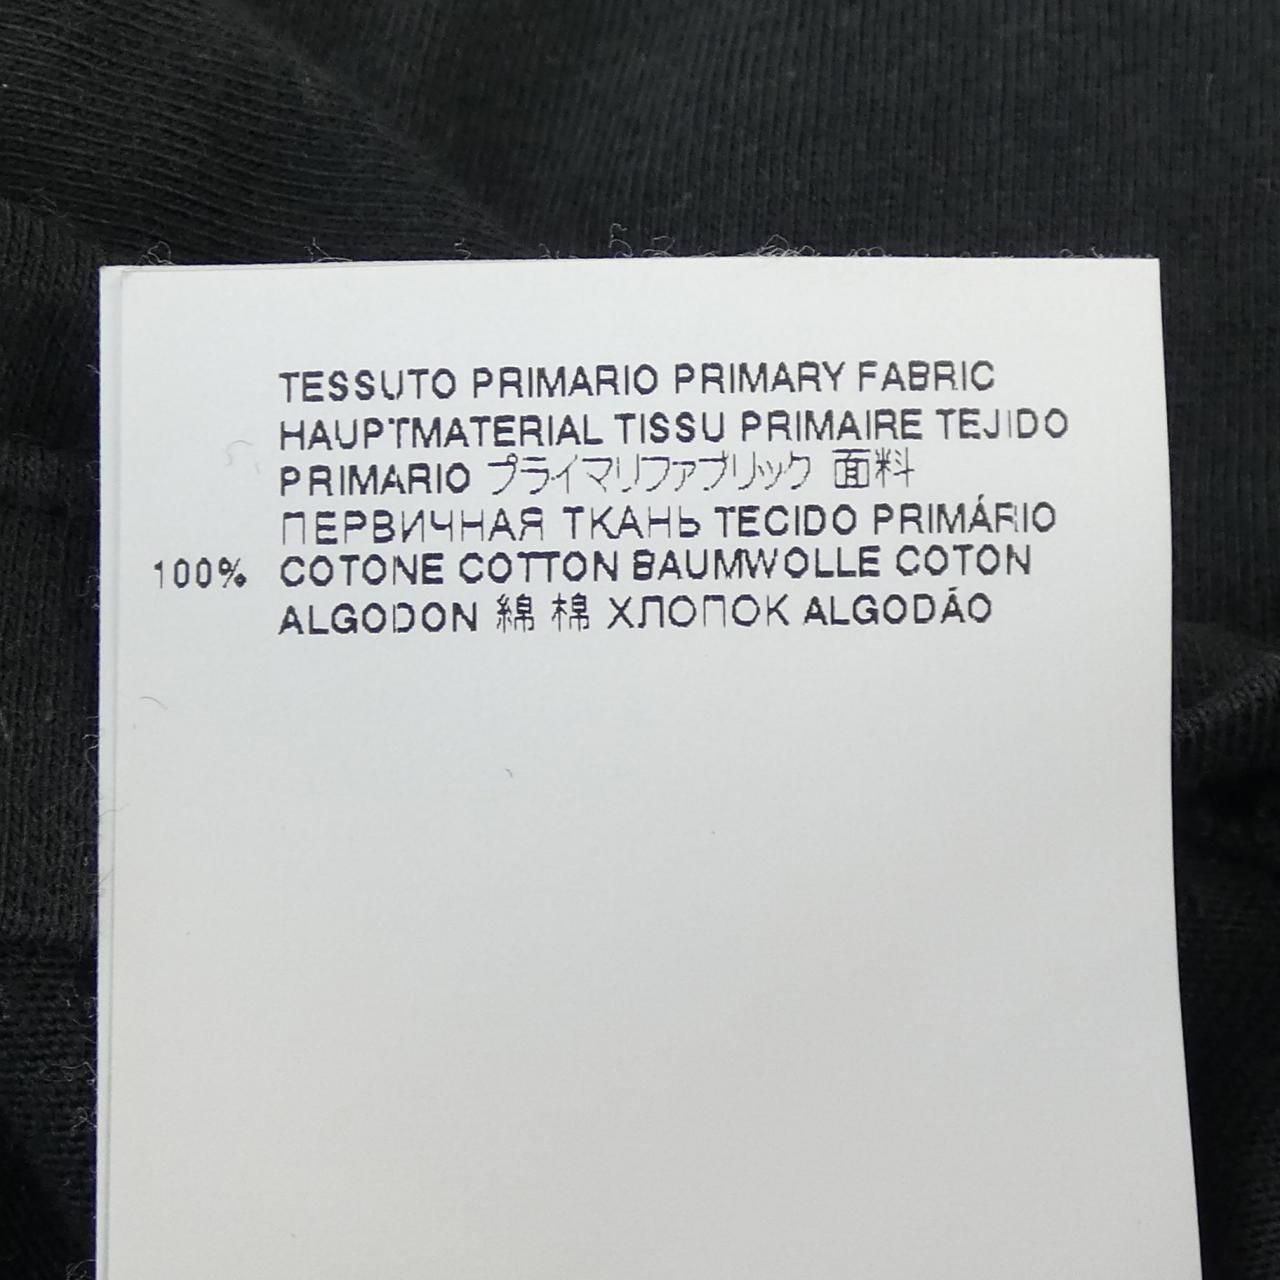 TESSUTO PRIMARIO PRIMARY FABRIC
HAUPTMATERIAL TISSU PRIMAIRE TEJIDO
PRIMARIO プライマリファブリック 面料
ПЕРВИЧНАЯ ТКАНЬ TECIDO PRIMÁRIO
100% COTONE COTTON BAUMWOLLE COTON
ALGODON 綿 棉 ХЛОПОК ALGODÃO